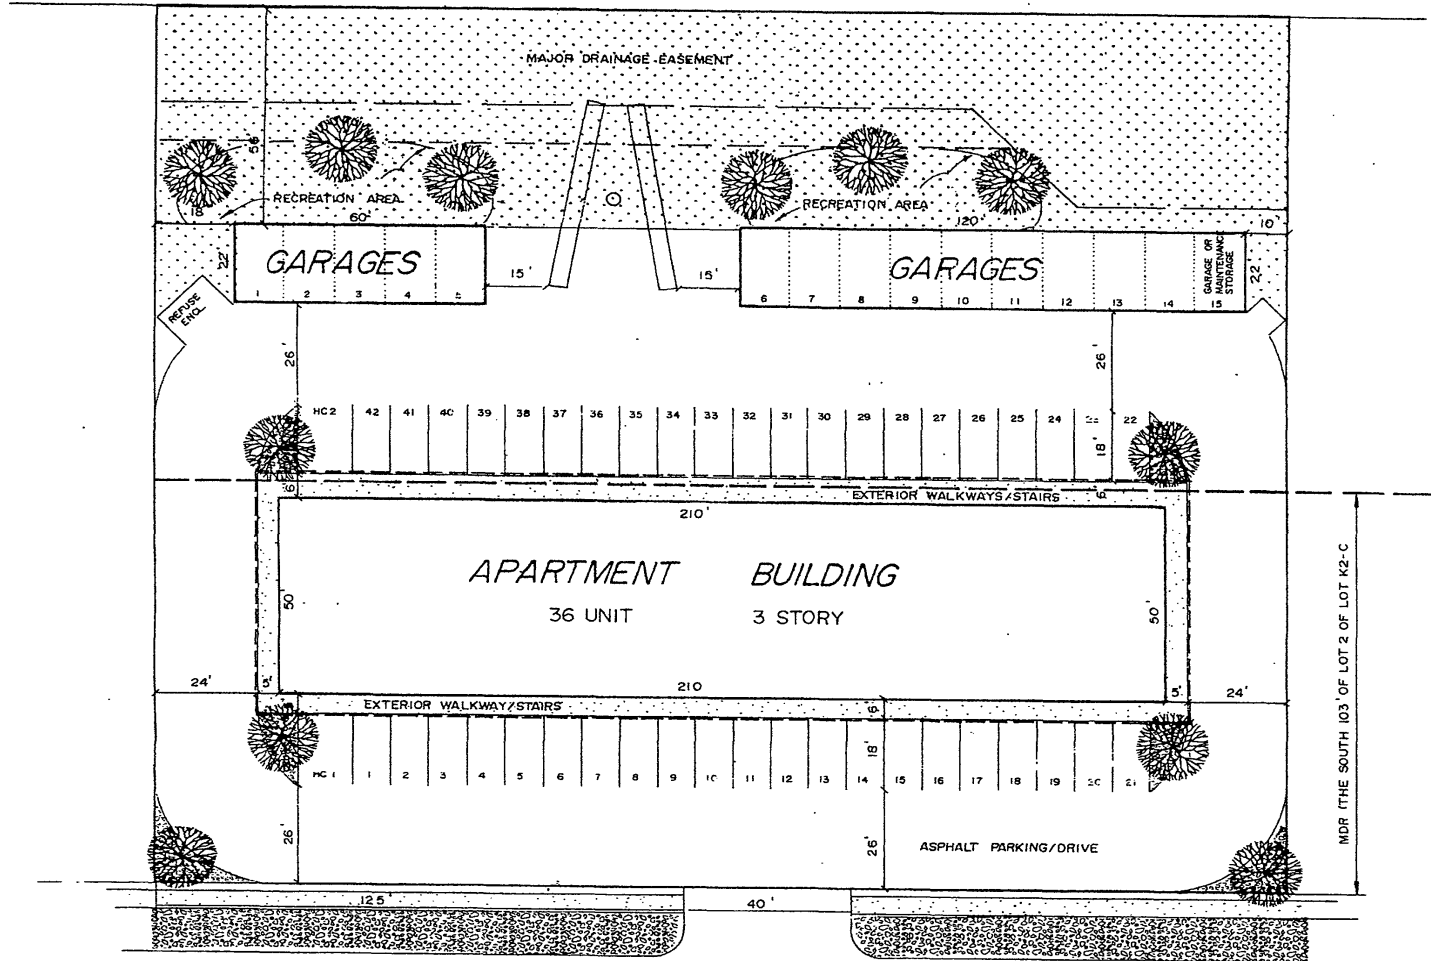 MAJOR DRAINAGE EASEMENT
56'
18'
RECREATION AREA
60'
RECREATION AREA
120'
10'
22'
GARAGES
15'
15'
GARAGES
GARAGE OR
MAINTENANCE
STORAGE
22'
1 2 3 4
6 7 8 9 10 11 12 13 14 15
REFUSE
ENCL.
26'
26'
HC 2 42 41 40 39 38 37 36 35 34 33 32 31 30 29 28 27 26 25 24 22
18'
6'
EXTERIOR WALKWAYS/STAIRS
6'
210'
APARTMENT BUILDING
36 UNIT 3 STORY
50'
50'
MDR (THE SOUTH 103' OF LOT 2 OF LOT K2-C
24'
5'
210
5'
24'
EXTERIOR WALKWAY/STAIRS
6'
18'
HC 1 1 2 3 4 5 6 7 8 9 10 11 12 13 14 15 16 17 18 19 20 21
26'
26'
ASPHALT PARKING/DRIVE
125'
40'